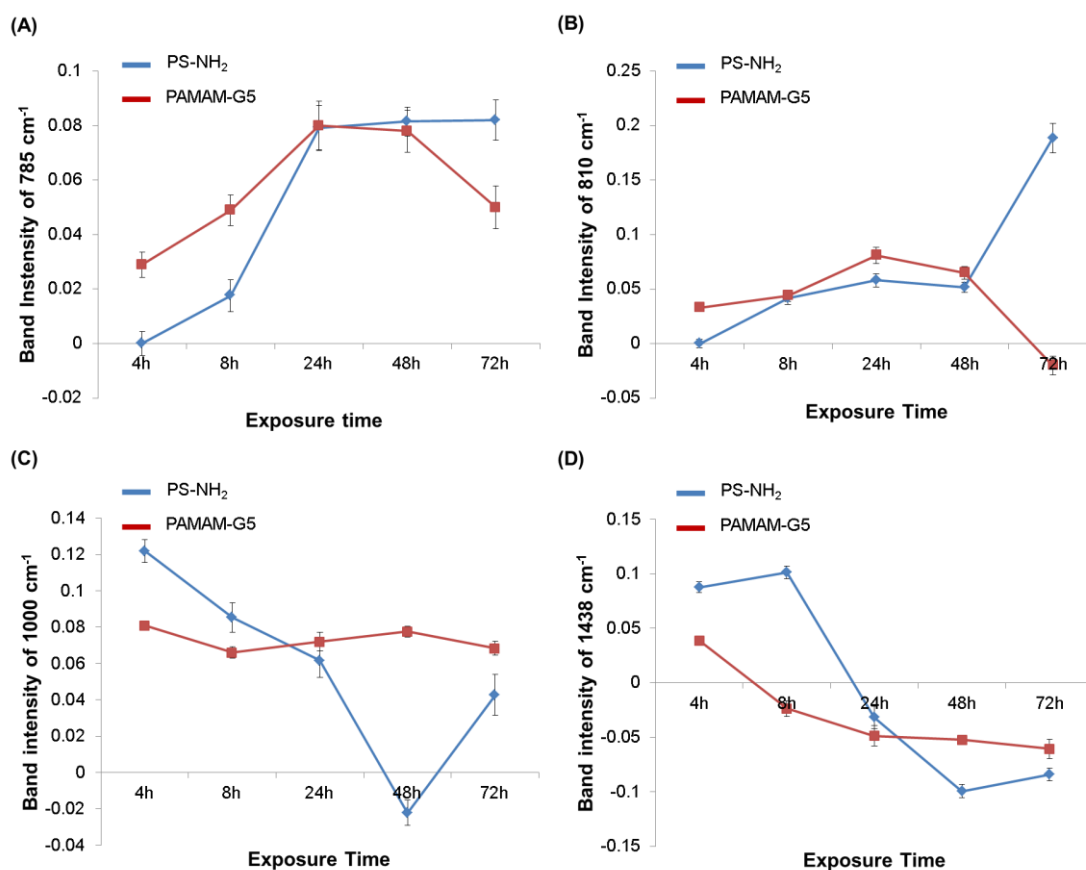 (A)
PS-NH₂
PAMAM-G5
Band Instensity of 785 cm⁻¹
0.1
0.08
0.06
0.04
0.02
0
-0.02
4h 8h 24h 48h 72h
Exposure time
(B)
PS-NH₂
PAMAM-G5
Band Intensity of 810 cm⁻¹
0.25
0.2
0.15
0.1
0.05
0
-0.05
4h 8h 24h 48h 72h
Exposure Time
(C)
PS-NH₂
PAMAM-G5
Band intensity of 1000 cm⁻¹
0.14
0.12
0.1
0.08
0.06
0.04
0.02
0
-0.02
-0.04
4h 8h 24h 48h 72h
Exposure Time
(D)
PS-NH₂
PAMAM-G5
Band intensity of 1438 cm⁻¹
0.15
0.1
0.05
0
-0.05
-0.1
-0.15
4h 8h 24h 48h 72h
Exposure Time